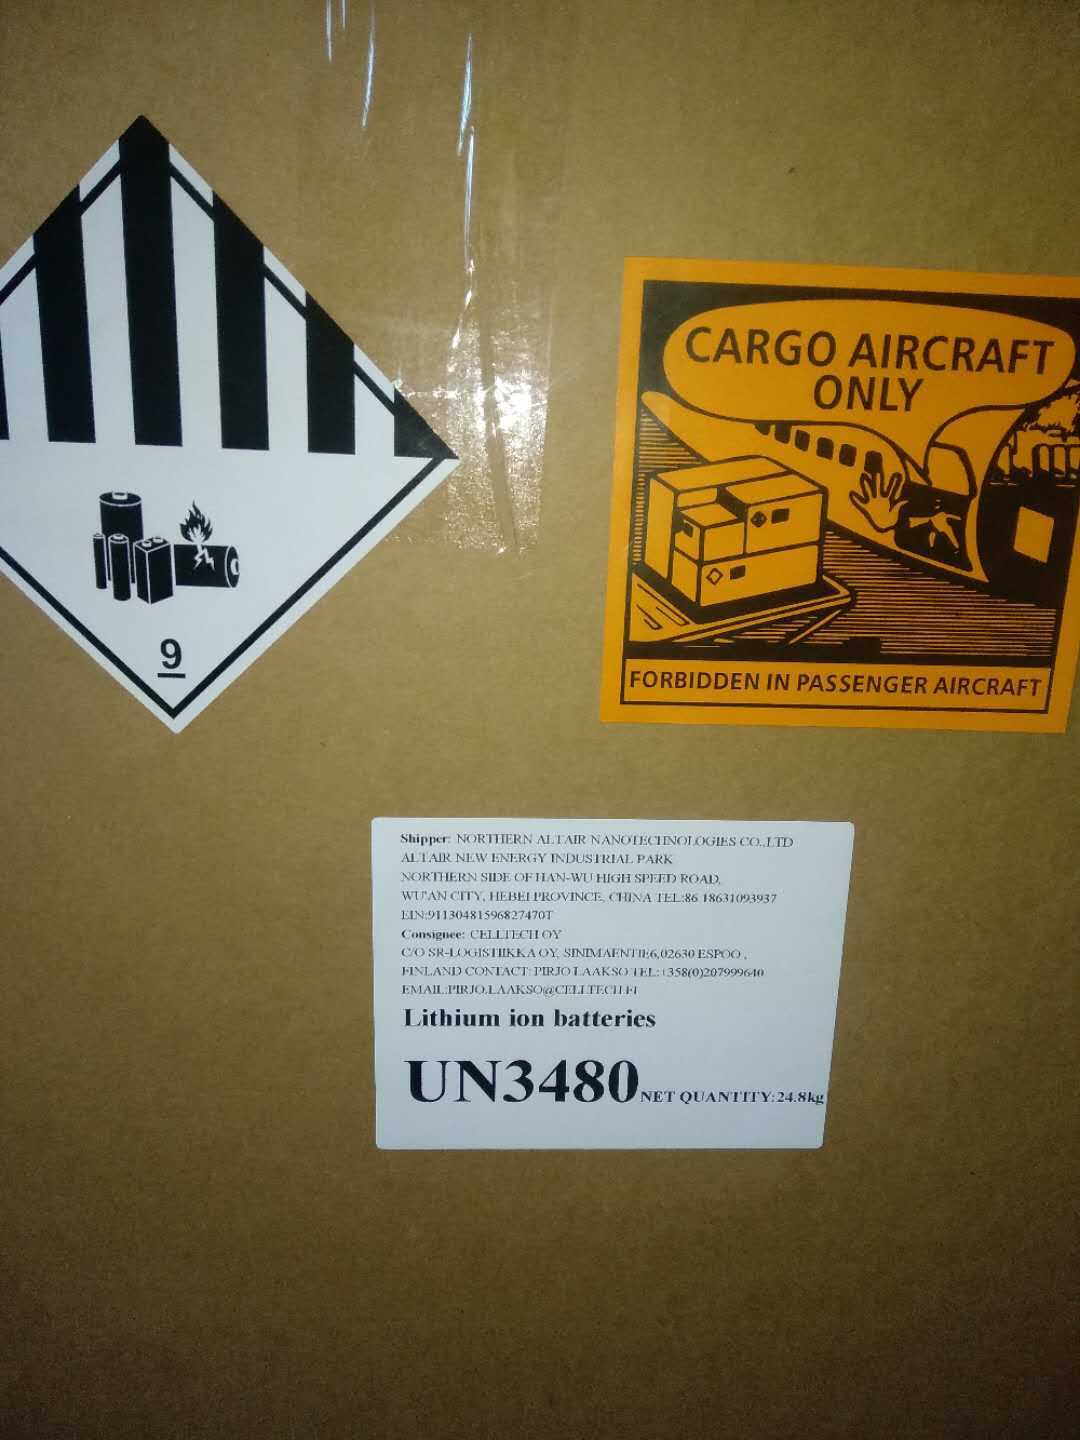 9
CARGO AIRCRAFT
ONLY
FORBIDDEN IN PASSENGER AIRCRAFT
Shipper: NORTHERN ALTAIR NANOTECHNOLOGIES CO.,LTD
ALTAIR NEW ENERGY INDUSTRIAL PARK
NORTHERN SIDE OF HAN-WU HIGH SPEED ROAD,
WU'AN CITY, HEBEI PROVINCE, CHINA TEL:86 18631093937
EIN:91130481596827470T
Consignee: CELLTECH OY
C/O SR-LOGISTIIKKA OY, SINIMAENTIE6,02630 ESPOO ,
FINLAND CONTACT: PIRJO LAAKSO TEL:+358(0)207999640
EMAIL:PIRJO.LAAKSO@CELLTECH.FI
Lithium ion batteries
UN3480 NET QUANTITY:24.8kg